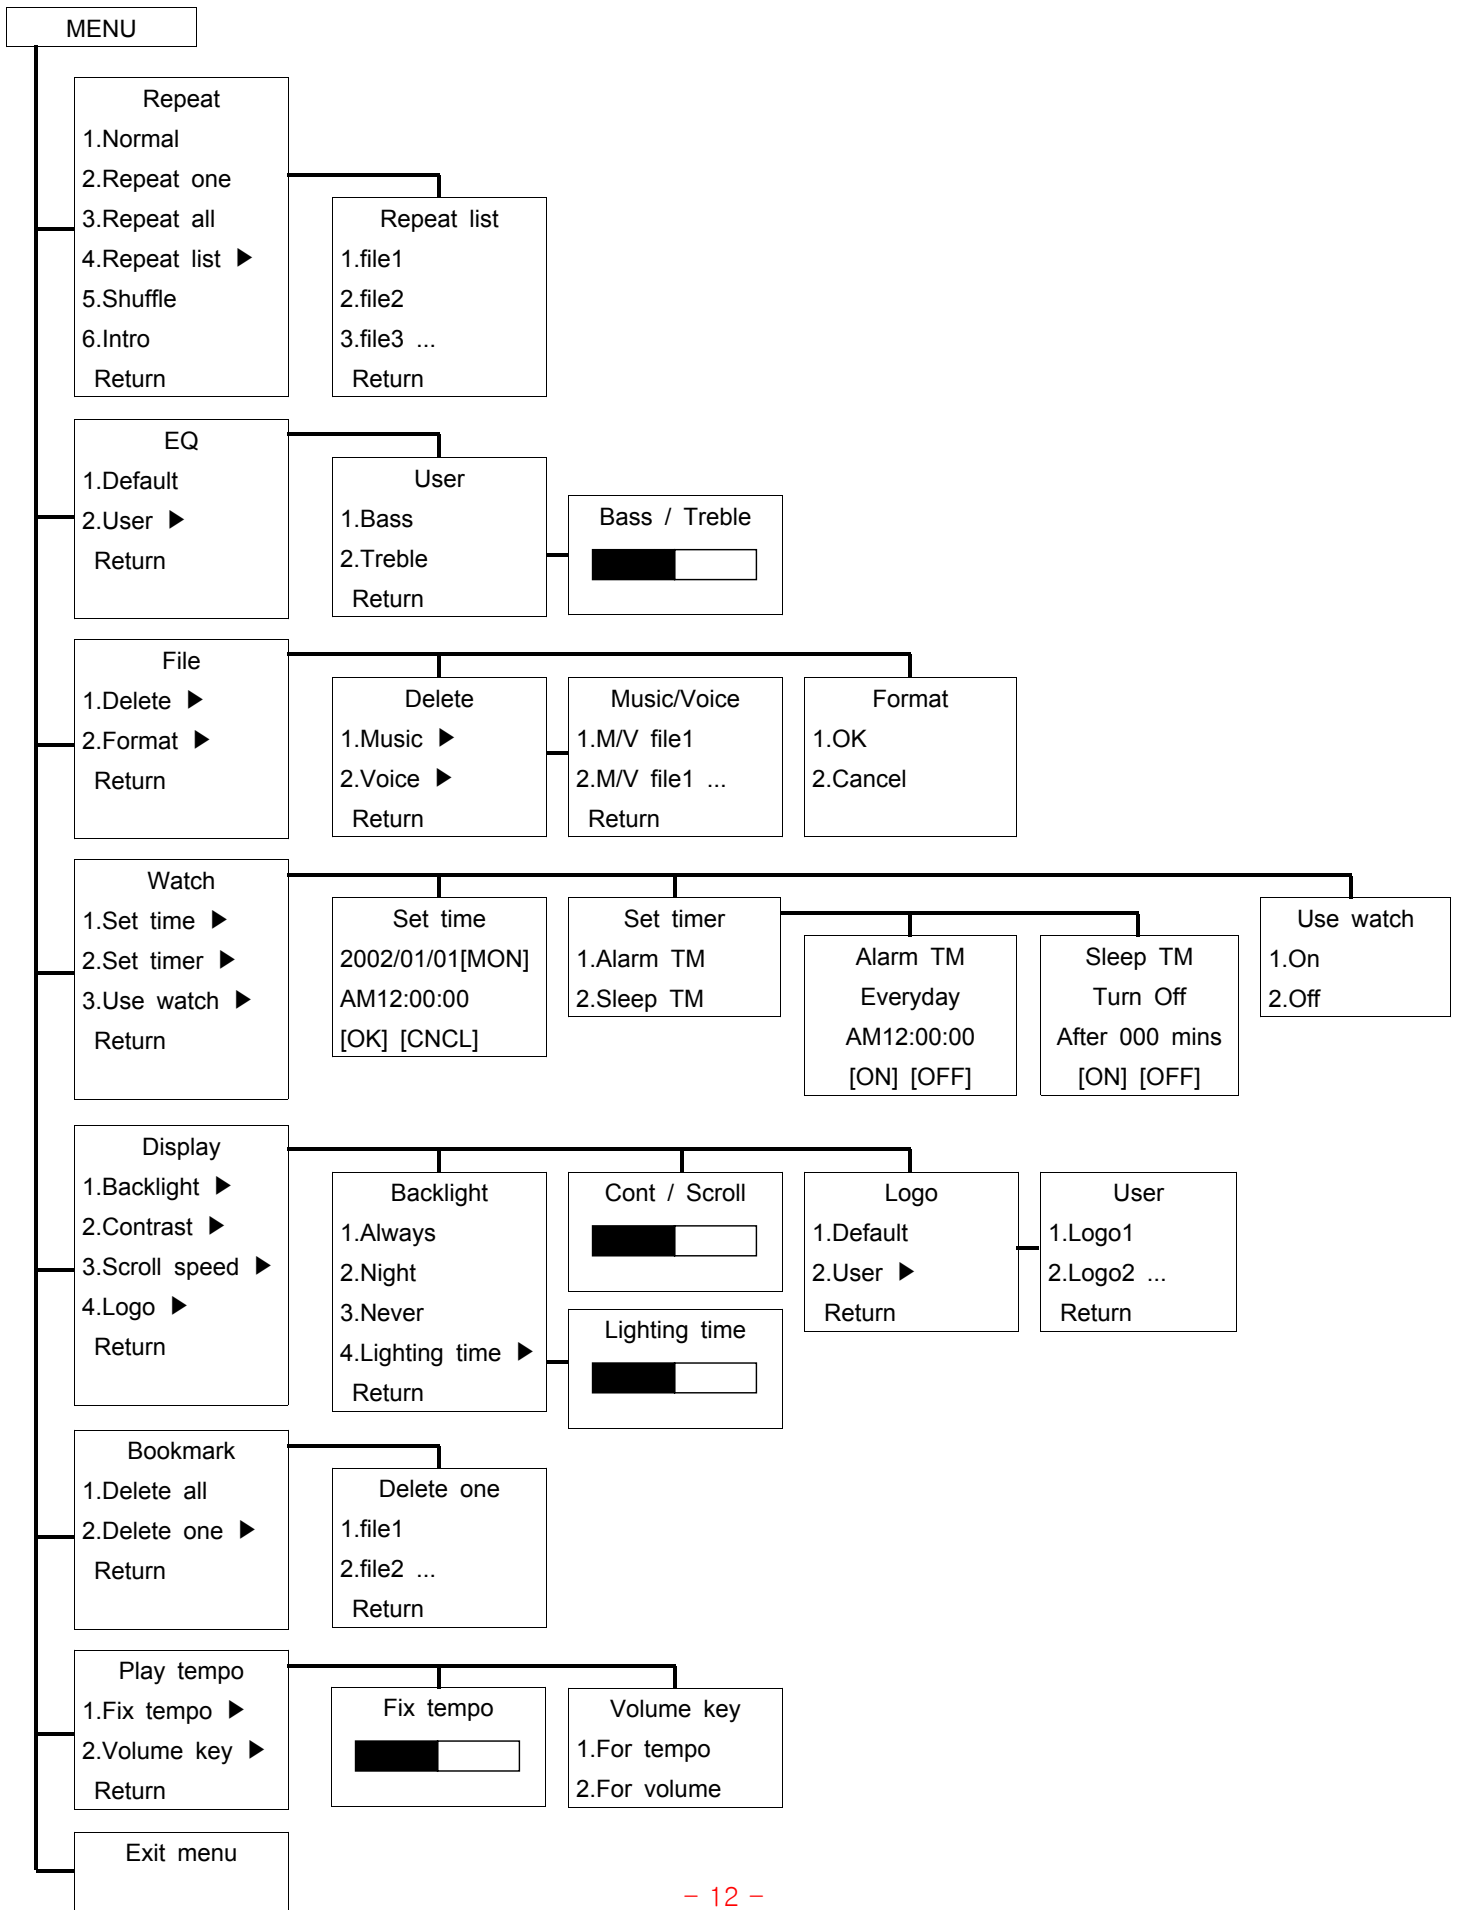 MENU
Repeat
1.Normal
2.Repeat one
3.Repeat all
4.Repeat list ▶
5.Shuffle
6.Intro
Return
Repeat list
1.file1
2.file2
3.file3 ...
Return
EQ
1.Default
2.User ▶
Return
User
1.Bass
2.Treble
Return
Bass / Treble
File
1.Delete ▶
2.Format ▶
Return
Delete
1.Music ▶
2.Voice ▶
Return
Music/Voice
1.M/V file1
2.M/V file1 ...
Return
Format
1.OK
2.Cancel
Watch
1.Set time ▶
2.Set timer ▶
3.Use watch ▶
Return
Set time
2002/01/01[MON]
AM12:00:00
[OK] [CNCL]
Set timer
1.Alarm TM
2.Sleep TM
Alarm TM
Everyday
AM12:00:00
[ON] [OFF]
Sleep TM
Turn Off
After 000 mins
[ON] [OFF]
Use watch
1.On
2.Off
Display
1.Backlight ▶
2.Contrast ▶
3.Scroll speed ▶
4.Logo ▶
Return
Backlight
1.Always
2.Night
3.Never
4.Lighting time ▶
Return
Cont / Scroll
Lighting time
Logo
1.Default
2.User ▶
Return
User
1.Logo1
2.Logo2 ...
Return
Bookmark
1.Delete all
2.Delete one ▶
Return
Delete one
1.file1
2.file2 ...
Return
Play tempo
1.Fix tempo ▶
2.Volume key ▶
Return
Fix tempo
Volume key
1.For tempo
2.For volume
Exit menu
- 12 -